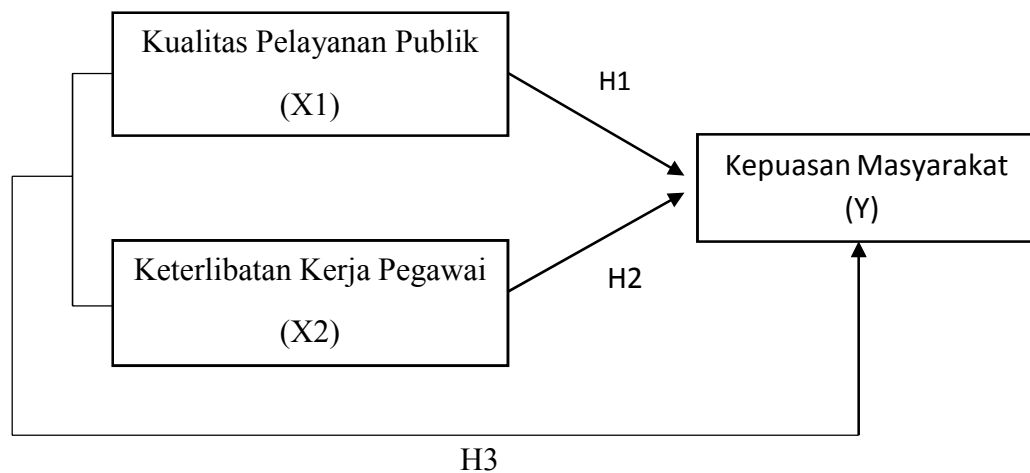 Kualitas Pelayanan Publik
(X1)
H1
Kepuasan Masyarakat
(Y)
Keterlibatan Kerja Pegawai
(X2)
H2
H3